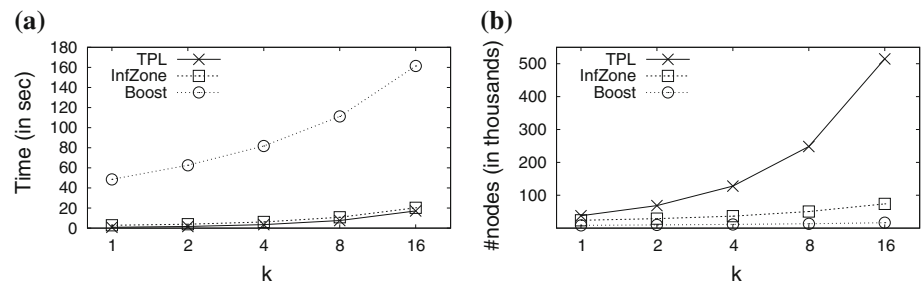 (a)
Time (in sec)
180
160
140
120
100
80
60
40
20
0
TPL
InfZone
Boost
1 2 4 8 16
k
(b)
#nodes (in thousands)
500
400
300
200
100
TPL
InfZone
Boost
1 2 4 8 16
k